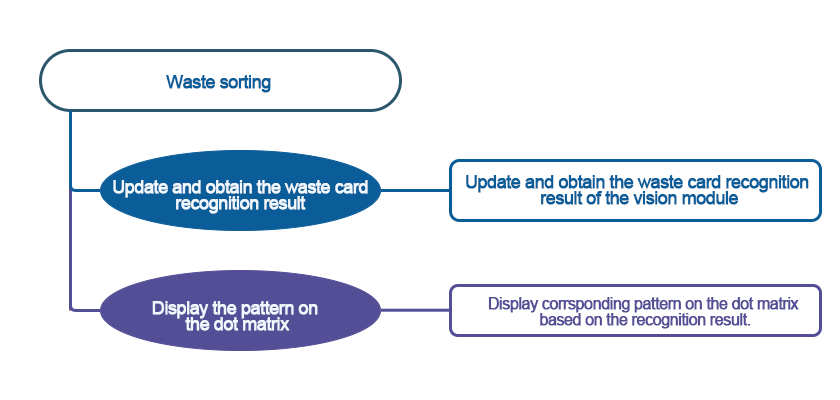 Waste sorting
Update and obtain the waste card
recognition result
Update and obtain the waste card recognition
result of the vision module
Display the pattern on
the dot matrix
Display corrsponding pattern on the dot matrix
based on the recognition result.